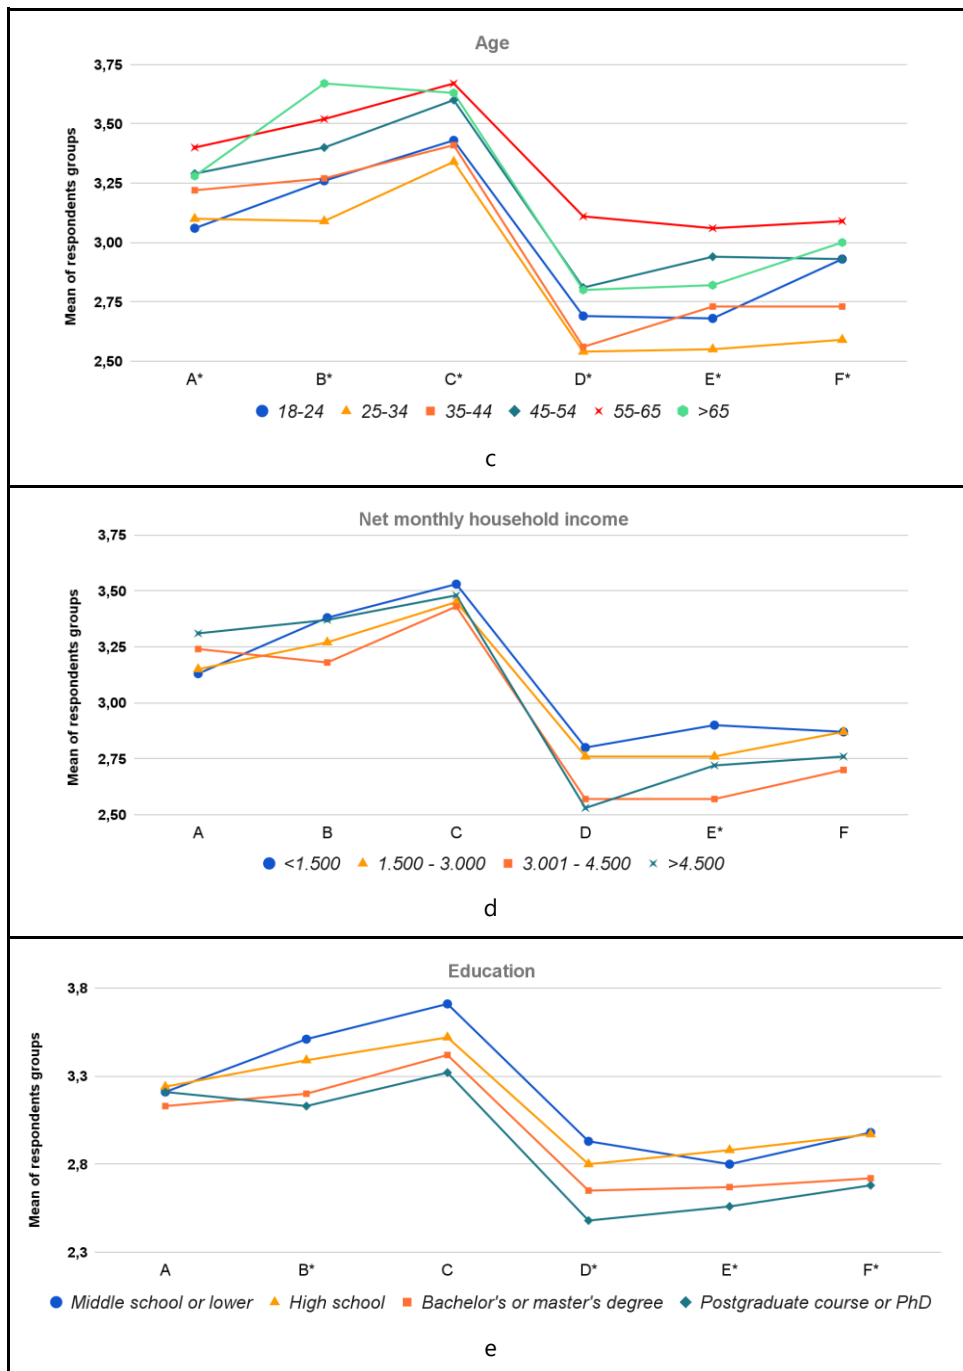 Age
Mean of respondents groups
3,75
3,50
3,25
3,00
2,75
2,50
A* B* C* D* E* F*
18-24 25-34 35-44 45-54 55-65 >65
c
Net monthly household income
Mean of respondents groups
3,75
3,50
3,25
3,00
2,75
2,50
A B C D E* F
<1.500 1.500 - 3.000 3.001 - 4.500 >4.500
d
Education
Mean of respondents groups
3,8
3,3
2,8
2,3
A B* C D* E* F*
Middle school or lower High school Bachelor's or master's degree Postgraduate course or PhD
e